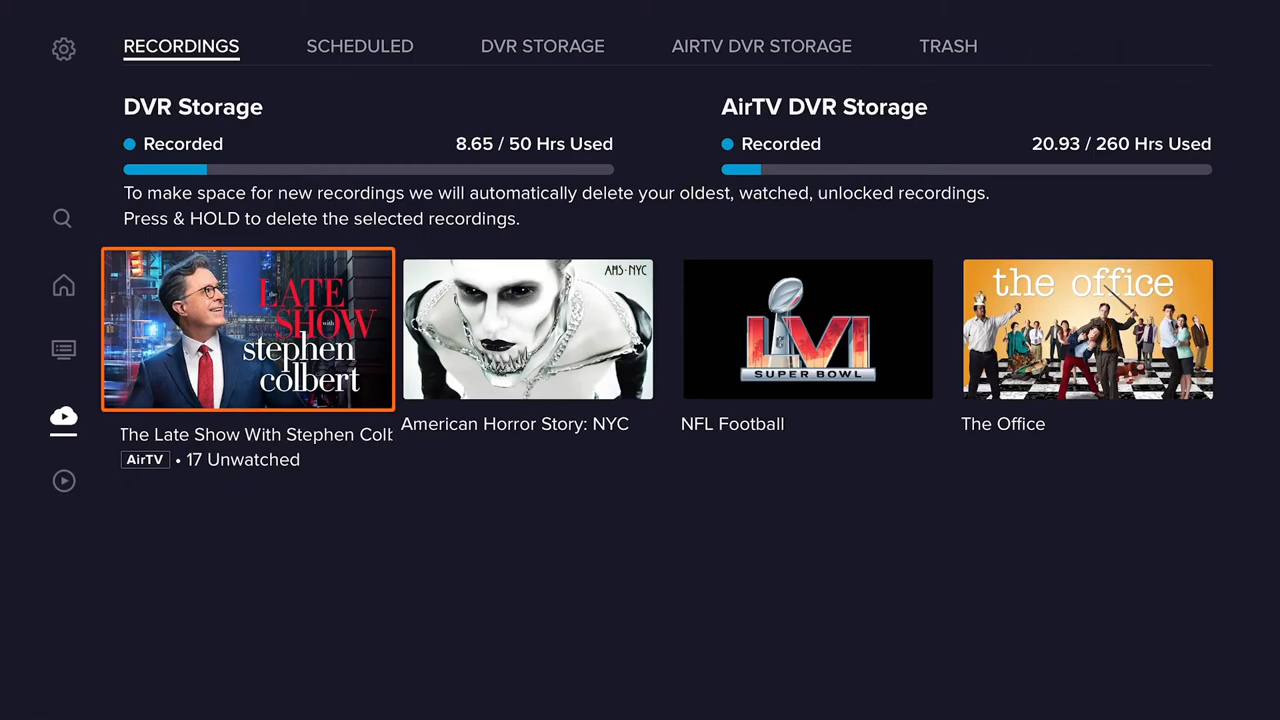 RECORDINGS SCHEDULED DVR STORAGE AIRTV DVR STORAGE TRASH
DVR Storage
Recorded 8.65 / 50 Hrs Used
AirTV DVR Storage
Recorded 20.93 / 260 Hrs Used
To make space for new recordings we will automatically delete your oldest, watched, unlocked recordings.
Press & HOLD to delete the selected recordings.
the
LATE
SHOW
with
stephen
colbert
The Late Show With Stephen Colb
AirTV • 17 Unwatched
AHS·NYC
American Horror Story: NYC
LVI
SUPER BOWL
NFL Football
the office
The Office